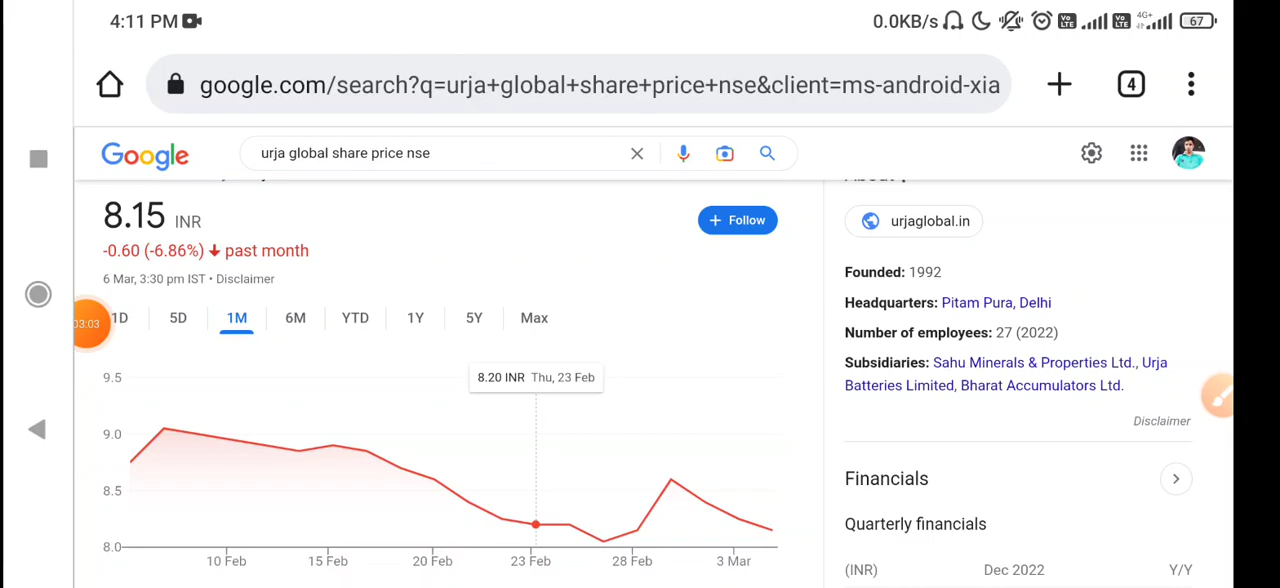 4:11 PM
0.0KB/s
Vo LTE
Vo LTE
4G+
67
google.com/search?q=urja+global+share+price+nse&client=ms-android-xia
4
Google
urja global share price nse
8.15 INR
+ Follow
-0.60 (-6.86%) past month
6 Mar, 3:30 pm IST • Disclaimer
03:03
1D
5D
1M
6M
YTD
1Y
5Y
Max
8.20 INR Thu, 23 Feb
9.5
9.0
8.5
8.0
10 Feb
15 Feb
20 Feb
23 Feb
28 Feb
3 Mar
urjaglobal.in
Founded: 1992
Headquarters: Pitam Pura, Delhi
Number of employees: 27 (2022)
Subsidiaries: Sahu Minerals & Properties Ltd., Urja
Batteries Limited, Bharat Accumulators Ltd.
Disclaimer
Financials
Quarterly financials
(INR)
Dec 2022
Y/Y